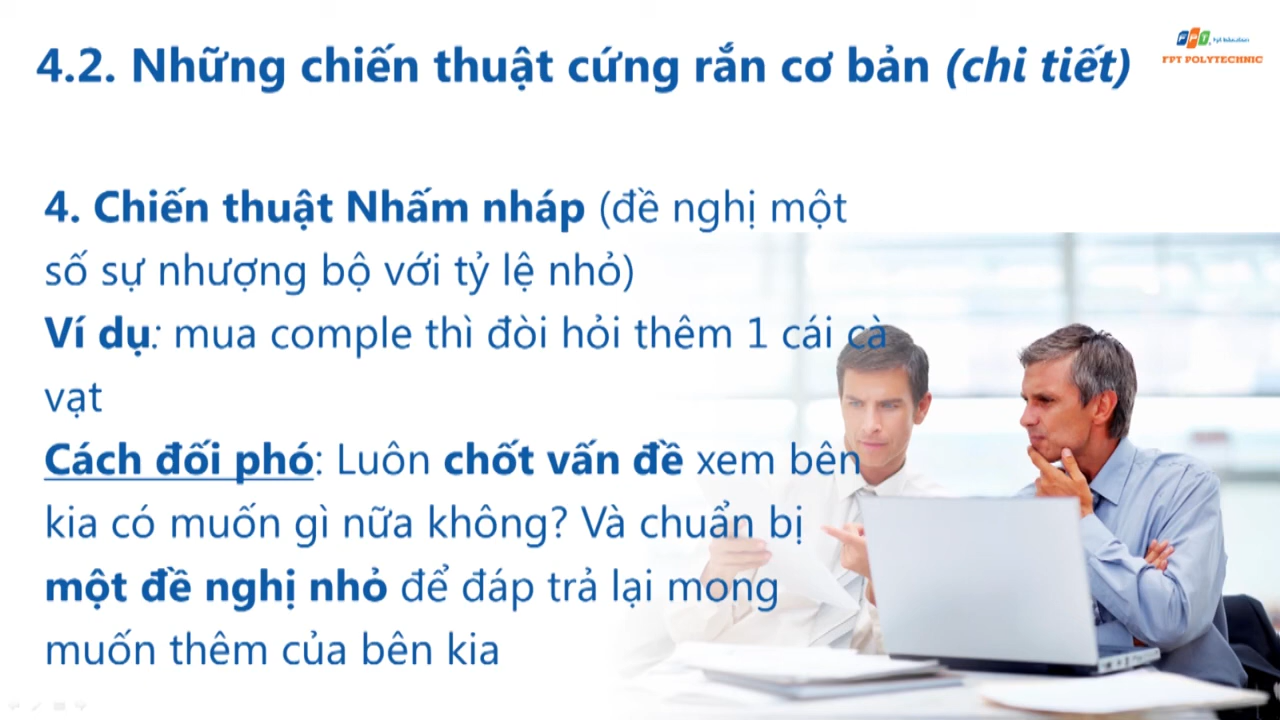 4.2. Những chiến thuật cứng rắn cơ bản (chi tiết)
FPT Education
FPT POLYTECHNIC
4. Chiến thuật Nhấm nháp (đề nghị một
số sự nhượng bộ với tỷ lệ nhỏ)
Ví dụ: mua comple thì đòi hỏi thêm 1 cái cà
vạt
Cách đối phó: Luôn chốt vấn đề xem bên
kia có muốn gì nữa không? Và chuẩn bị
một đề nghị nhỏ để đáp trả lại mong
muốn thêm của bên kia